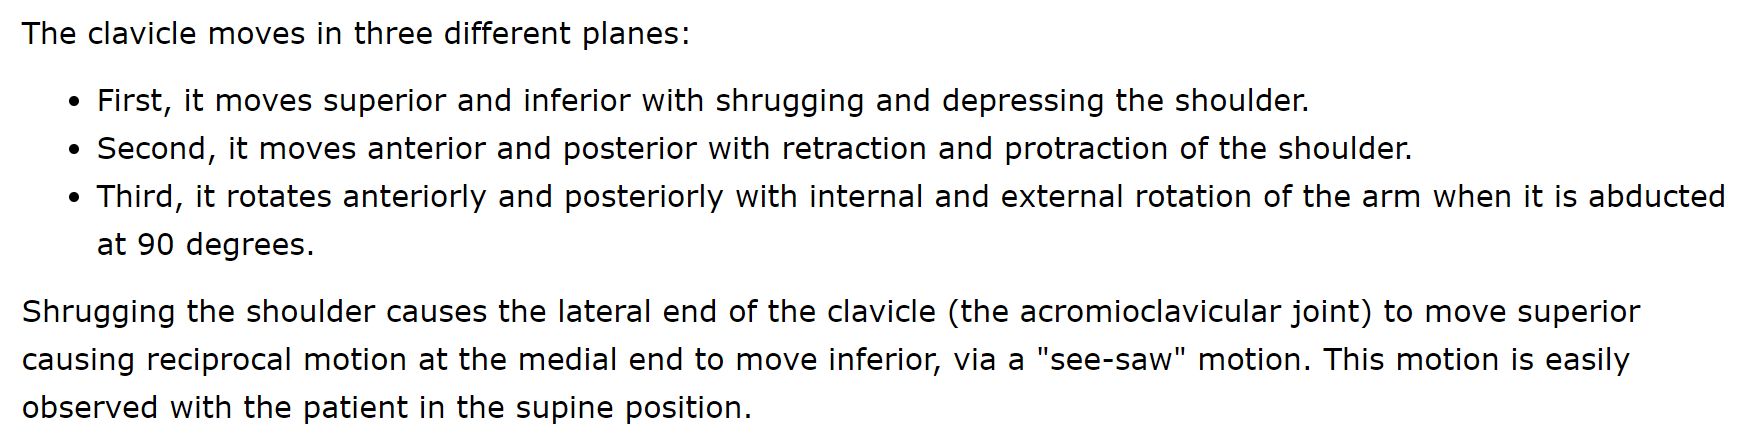 The clavicle moves in three different planes:
• First, it moves superior and inferior with shrugging and depressing the shoulder.
• Second, it moves anterior and posterior with retraction and protraction of the shoulder.
• Third, it rotates anteriorly and posteriorly with internal and external rotation of the arm when it is abducted
at 90 degrees.
Shrugging the shoulder causes the lateral end of the clavicle (the acromioclavicular joint) to move superior
causing reciprocal motion at the medial end to move inferior, via a "see-saw" motion. This motion is easily
observed with the patient in the supine position.